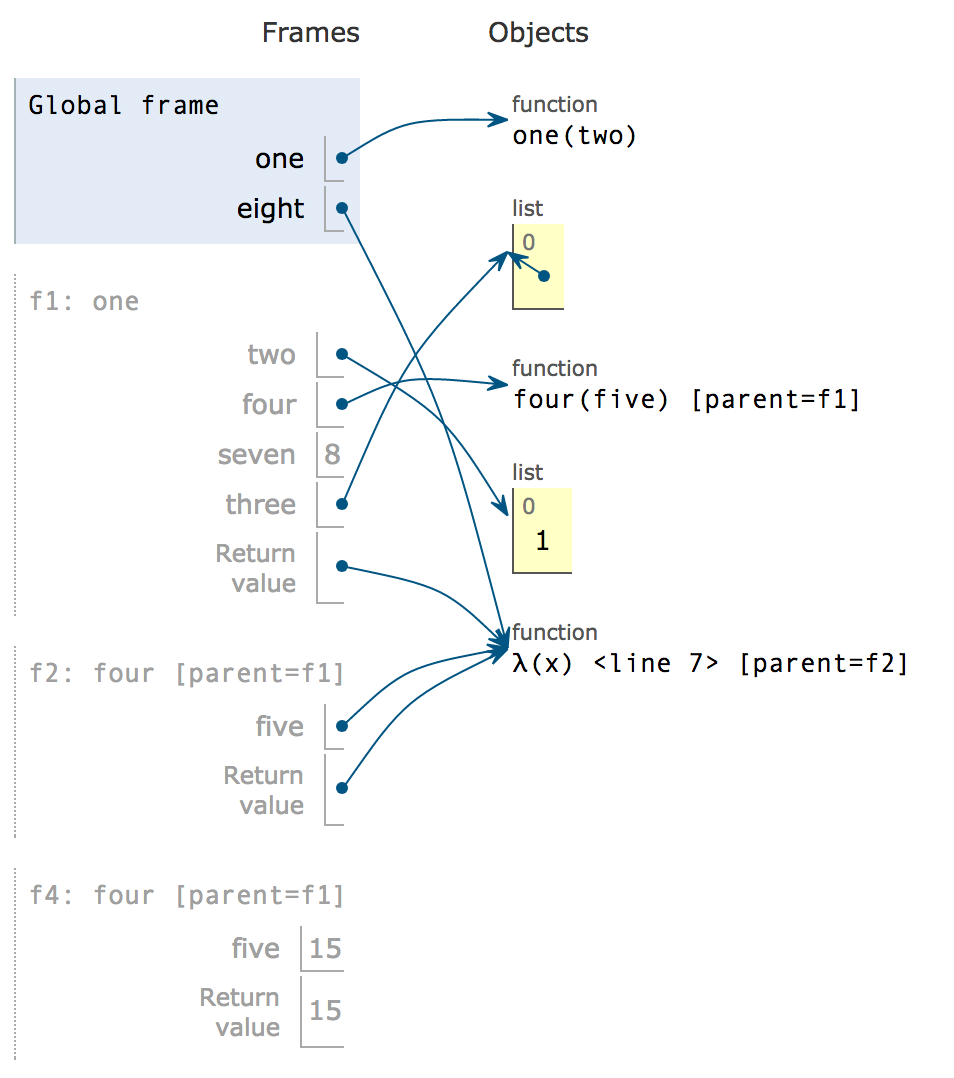 Frames
Objects
Global frame
one
eight
f1: one
two
four
seven 8
three
Return
value
f2: four [parent=f1]
five
Return
value
f4: four [parent=f1]
five 15
Return
value 15
function
one(two)
list
0
function
four(five) [parent=f1]
list
0
1
function
λ(x) <line 7> [parent=f2]